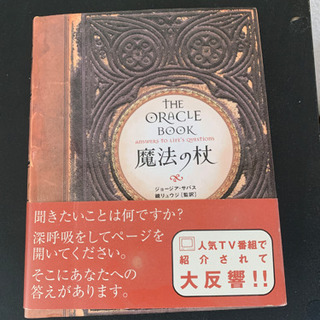 THE
ORACLE
BOOK
ANSWERS TO LIFE'S QUESTIONS
魔法の杖
ジョージア・サバス
鏡リュウジ［監訳］
聞きたいことは何ですか？
深呼吸をしてページを
開いてください。
そこにあなたへの
答えがあります。
人気TV番組で
紹介されて
大反響!!